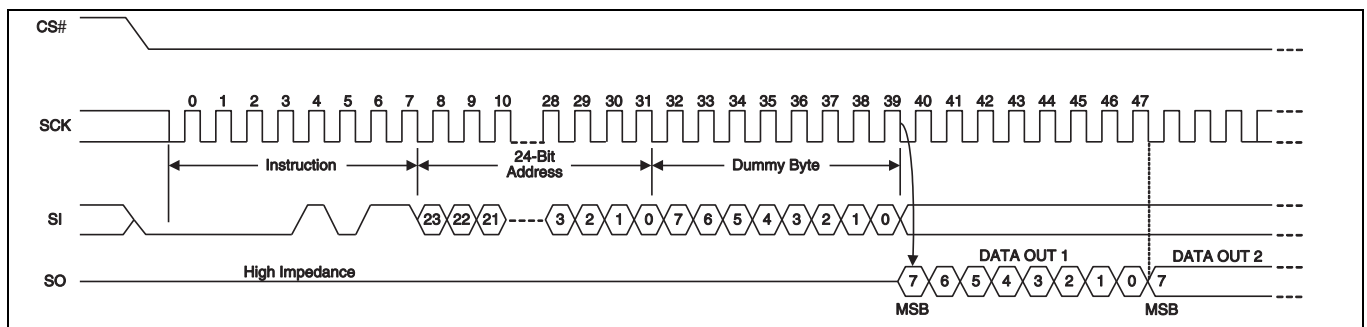 CS#
0 1 2 3 4 5 6 7 8 9 10 28 29 30 31 32 33 34 35 36 37 38 39 40 41 42 43 44 45 46 47
SCK
Instruction
24-Bit
Address
Dummy Byte
SI
23 22 21 3 2 1 0 7 6 5 4 3 2 1 0
DATA OUT 1
DATA OUT 2
High Impedance
SO
7 6 5 4 3 2 1 0 7
MSB
MSB